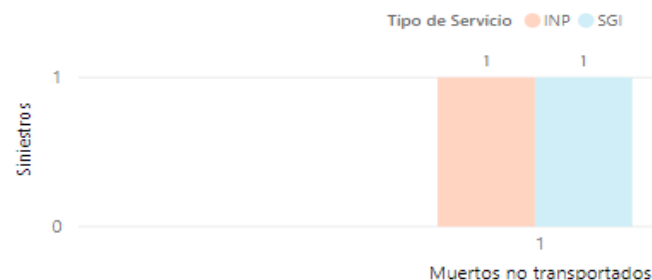 Tipo de Servicio INP SGI
1 1
1
Siniestros
0
1
Muertos no transportados